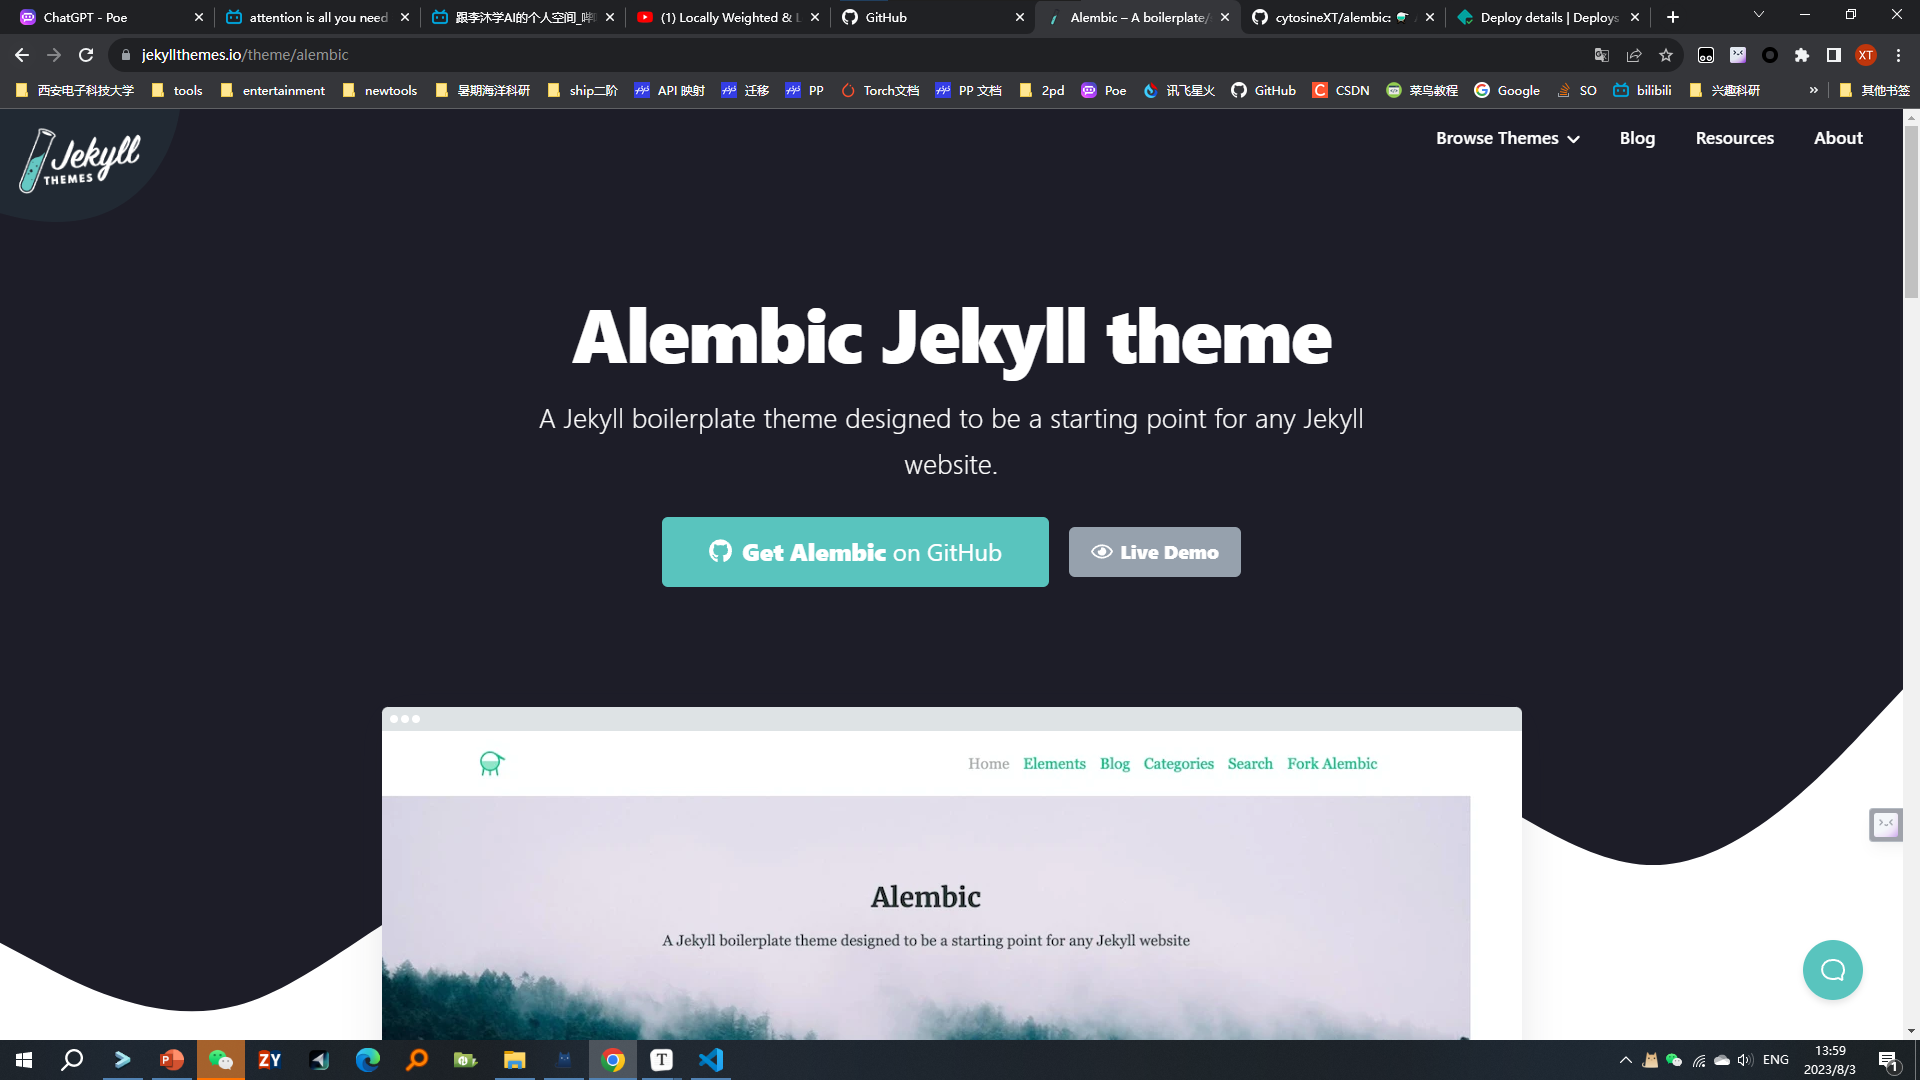 ChatGPT - Poe
attention is all you need
跟李沐学AI的个人空间_哔
(1) Locally Weighted & L
GitHub
Alembic – A boilerplate/
cytosineXT/alembic:
Deploy details | Deploys
jekyllthemes.io/theme/alembic
XT
西安电子科技大学
tools
entertainment
newtools
暑期海洋科研
ship二阶
API 映射
迁移
PP
Torch文档
PP 文档
2pd
Poe
讯飞星火
GitHub
CSDN
菜鸟教程
Google
SO
bilibili
兴趣科研
»
其他书签
Jekyll
THEMES
Browse Themes
Blog
Resources
About
Alembic Jekyll theme
A Jekyll boilerplate theme designed to be a starting point for any Jekyll
website.
Get Alembic on GitHub
Live Demo
Home
Elements
Blog
Categories
Search
Fork Alembic
Alembic
A Jekyll boilerplate theme designed to be a starting point for any Jekyll website
ZY
T
ENG
13:59
2023/8/3
1